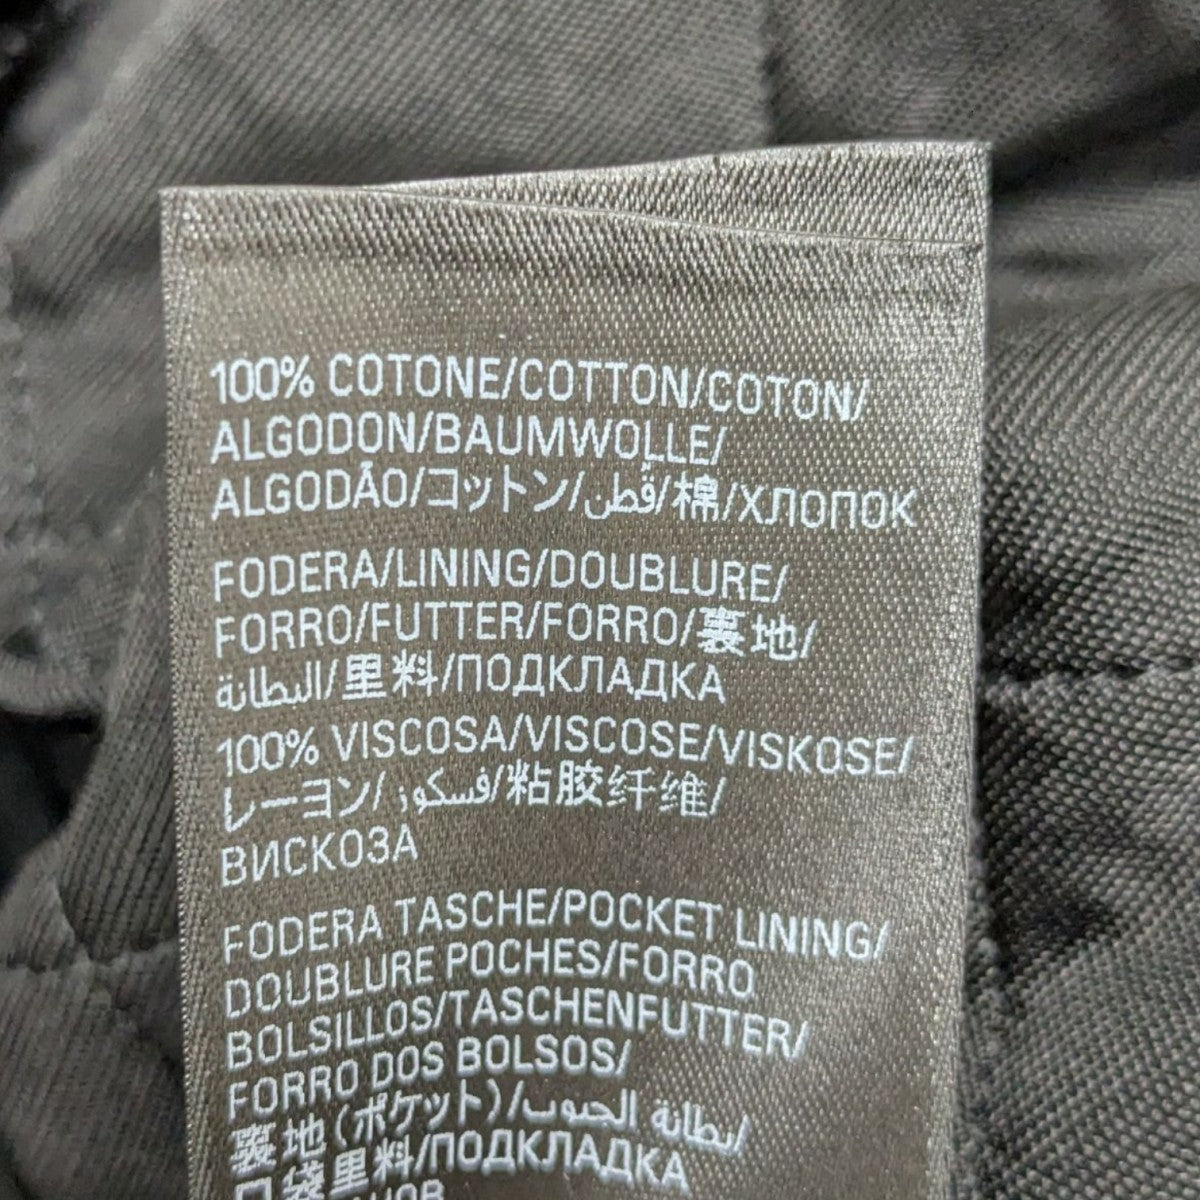 100% COTONE/COTTON/COTON/
ALGODON/BAUMWOLLE/
ALGODÃO/コットン/قطن/棉/ХЛОПОК
FODERA/LINING/DOUBLURE/
FORRO/FUTTER/FORRO/裏地/
البطانة/里料/ПОДКЛАДКА
100% VISCOSA/VISCOSE/VISKOSE/
レーヨン/فسكوز/粘胶纤维/
ВИСКОЗА
FODERA TASCHE/POCKET LINING/
DOUBLURE POCHES/FORRO
BOLSILLOS/TASCHENFUTTER/
FORRO DOS BOLSOS/
裏地(ポケット)/بطانة الجيوب/
口袋里料/ПОДКЛАДКА